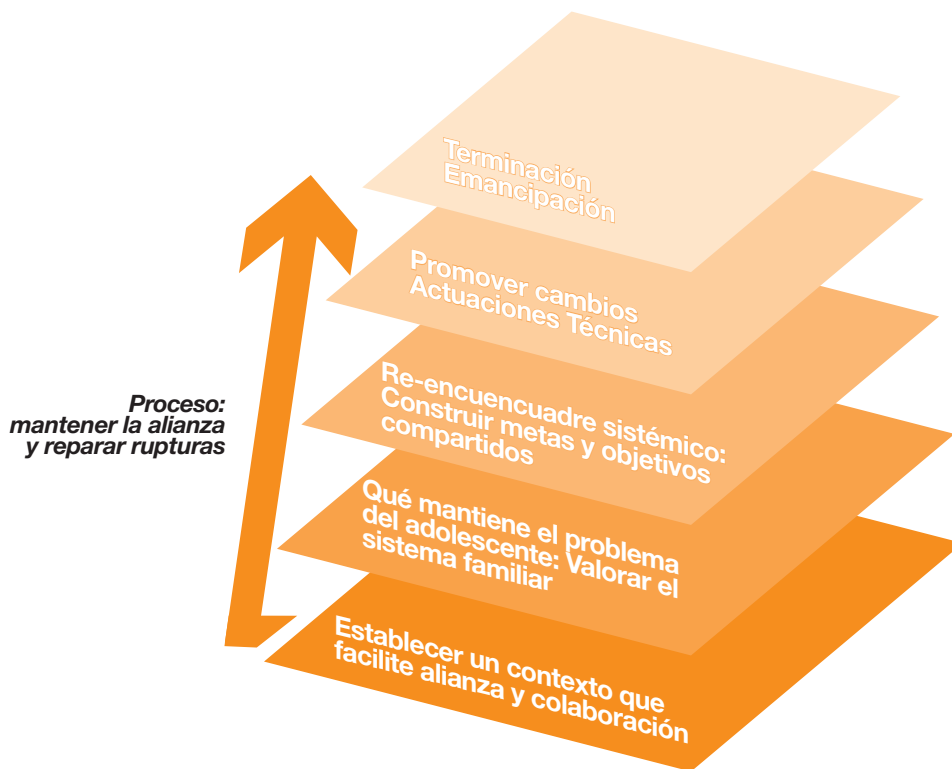 Terminación
Emancipación
Promover cambios
Actuaciones Técnicas
Re-encuencuadre sistémico:
Construir metas y objetivos
compartidos
Proceso:
mantener la alianza
y reparar rupturas
Qué mantiene el problema
del adolescente: Valorar el
sistema familiar
Establecer un contexto que
facilite alianza y colaboración